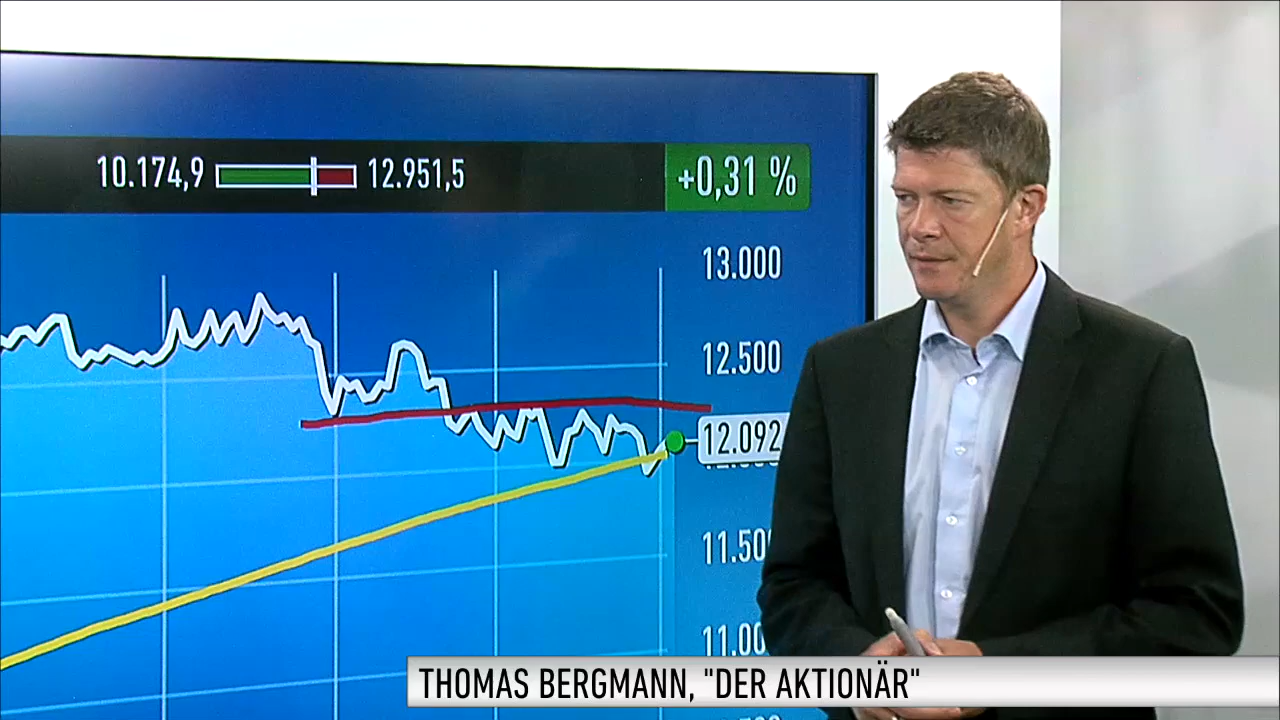 10.174,9 12.951,5 +0,31 %
13.000
12.500
12.092
THOMAS BERGMANN, "DER AKTIONÄR"